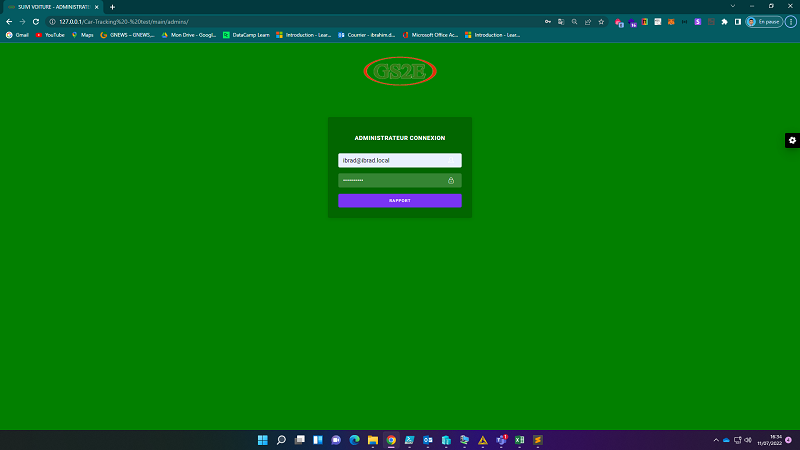 SUIVI VOITURE - ADMINISTRATE
127.0.0.1/Car-Tracking%20-%20test/main/admins/
En pause
Gmail YouTube Maps GNEWS – GNEWS,... Mon Drive - Googl... DataCamp Learn Introduction - Lear... Courrier - ibrahim.d... Microsoft Office Ac... Introduction - Lear...
GS2E
ADMINISTRATEUR CONNEXION
ibrad@ibrad.local
RAPPORT
16:34
11/07/2022